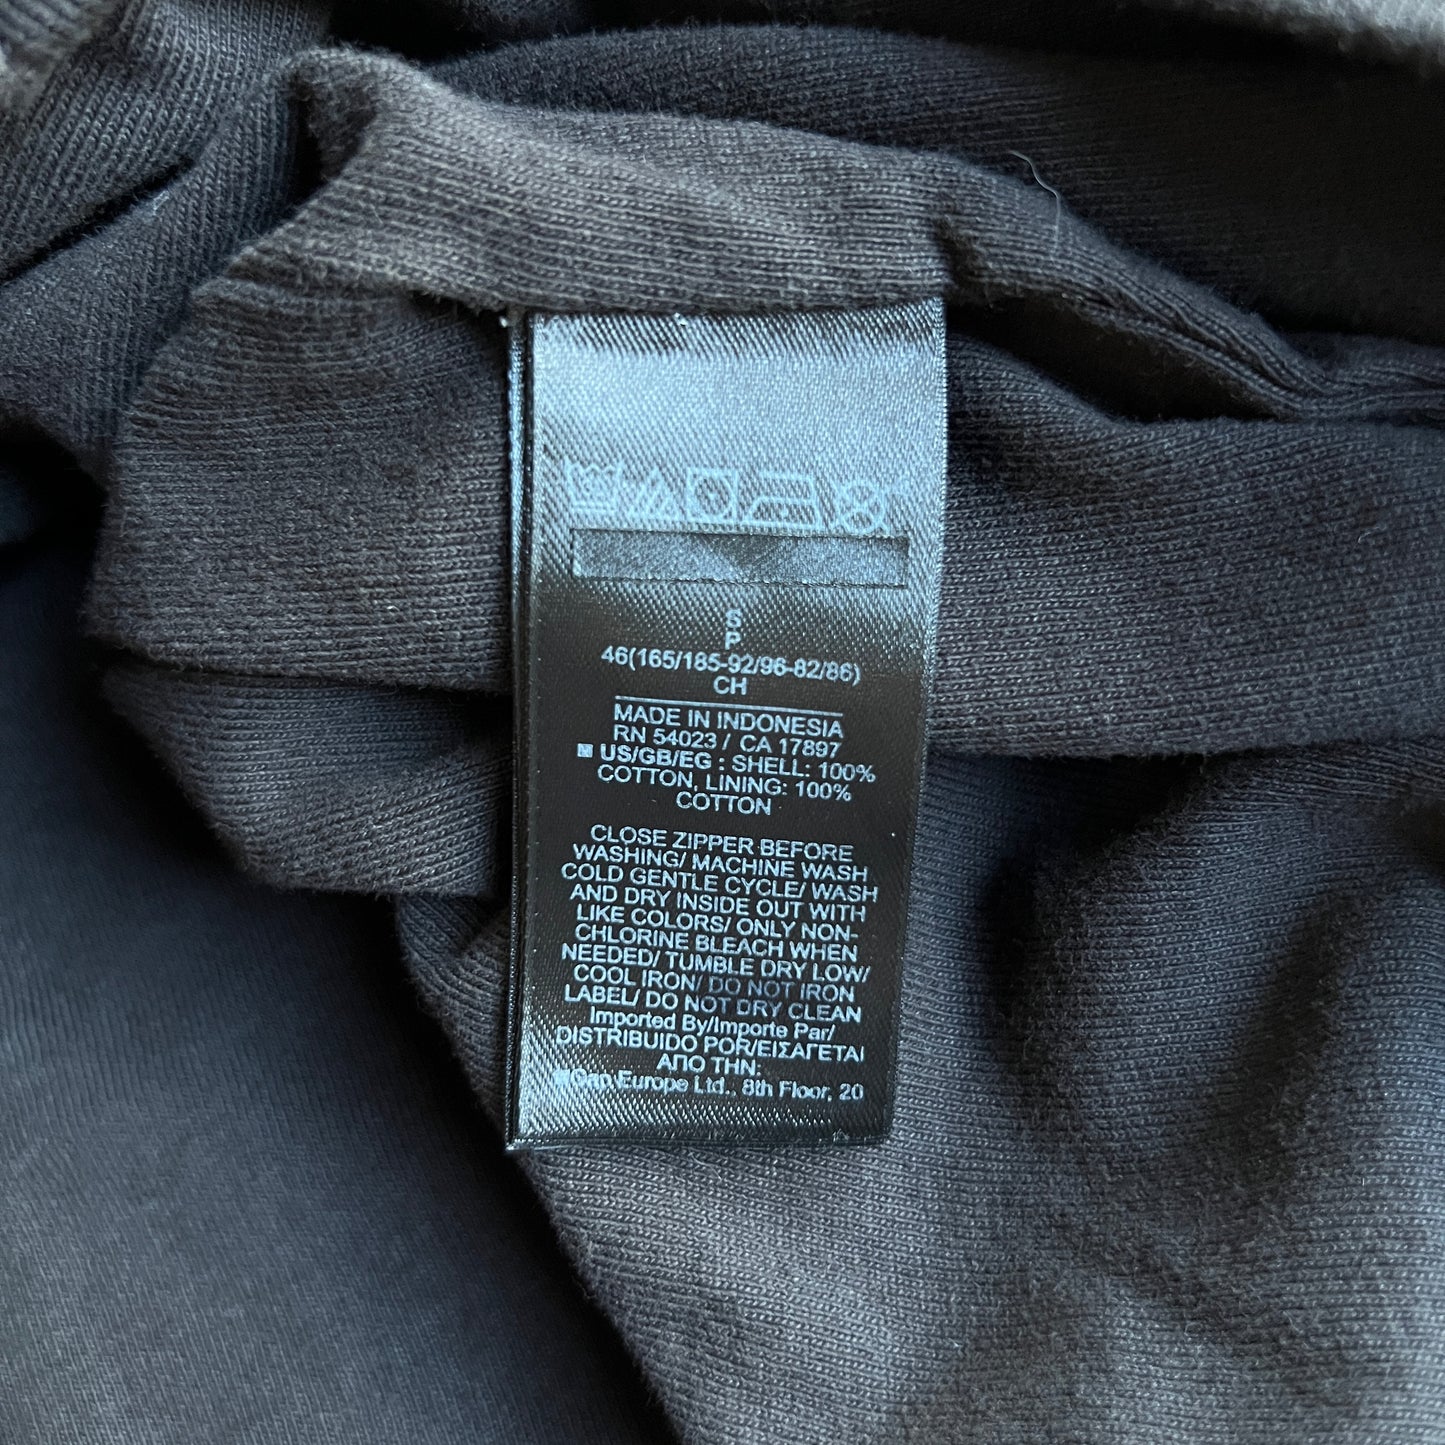 S
P
46(165/185-92/96-82/86)
CH
MADE IN INDONESIA
RN 54023 / CA 17897
US/GB/EG : SHELL: 100%
COTTON, LINING: 100%
COTTON
CLOSE ZIPPER BEFORE
WASHING/ MACHINE WASH
COLD GENTLE CYCLE/ WASH
AND DRY INSIDE OUT WITH
LIKE COLORS/ ONLY NON-
CHLORINE BLEACH WHEN
NEEDED/ TUMBLE DRY LOW/
COOL IRON/ DO NOT IRON
LABEL/ DO NOT DRY CLEAN
Imported By/Importe Par/
DISTRIBUIDO POR/ΕΙΣΑΓΕΤΑΙ
ΑΠΟ ΤΗΝ:
Gap Europe Ltd., 8th Floor, 20